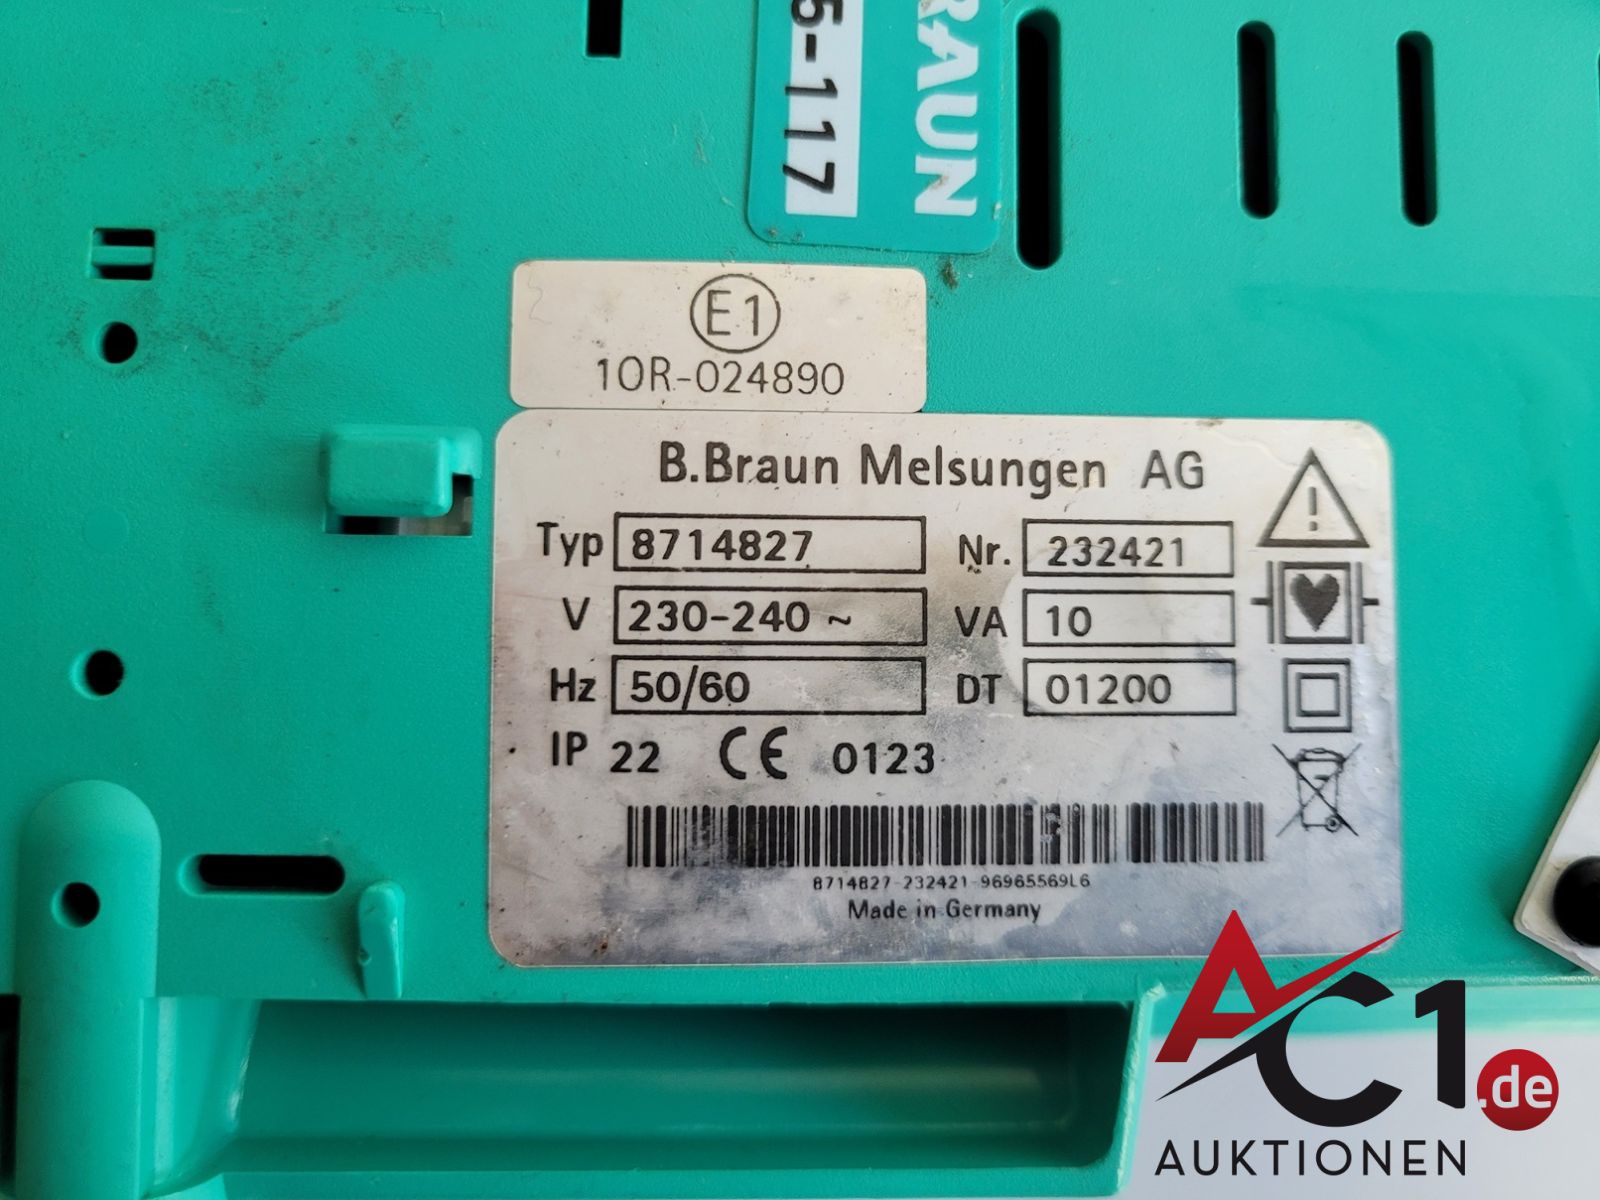 5-117
RAUN
E1
10R-024890
B.Braun Melsungen AG
Typ 8714827 Nr. 232421
V 230-240 ~ VA 10
Hz 50/60 DT 01200
IP 22 CE 0123
8714827-232421-96965569L6
Made in Germany
AC1.de
AUKTIONEN